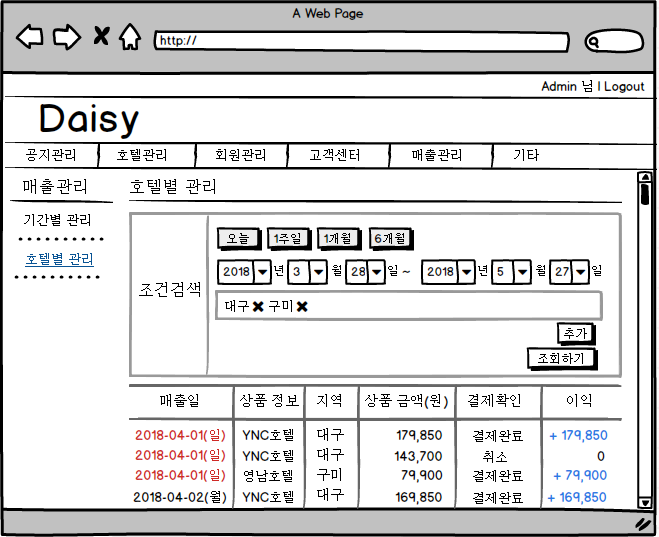 A Web Page
http://
Admin 님 | Logout
Daisy
공지관리 호텔관리 회원관리 고객센터 매출관리 기타
매출관리
기간별 관리
호텔별 관리
호텔별 관리
조건검색
오늘 1주일 1개월 6개월
2018 년 3 월 28 일 ~ 2018 년 5 월 27 일
대구 구미
추가
조회하기
매출일 상품 정보 지역 상품 금액(원) 결제확인 이익
2018-04-01(일) YNC호텔 대구 179,850 결제완료 + 179,850
2018-04-01(일) YNC호텔 대구 143,700 취소 0
2018-04-01(일) 영남호텔 구미 79,900 결제완료 + 79,900
2018-04-02(월) YNC호텔 대구 169,850 결제완료 + 169,850